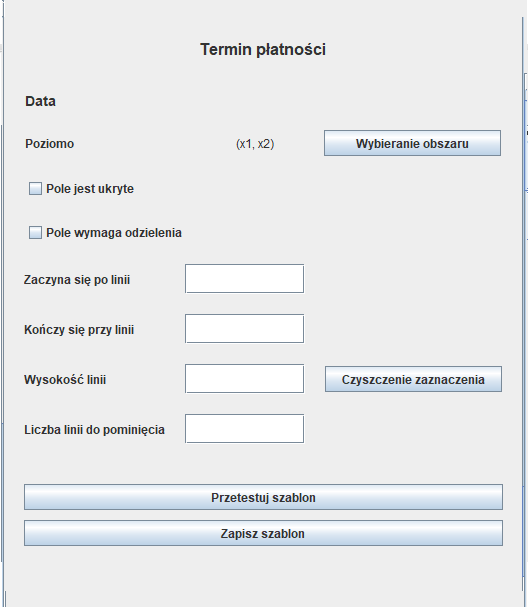 Termin płatności
Data
Poziomo (x1, x2) Wybieranie obszaru
Pole jest ukryte
Pole wymaga odzielenia
Zaczyna się po linii
Kończy się przy linii
Wysokość linii Czyszczenie zaznaczenia
Liczba linii do pominięcia
Przetestuj szablon
Zapisz szablon